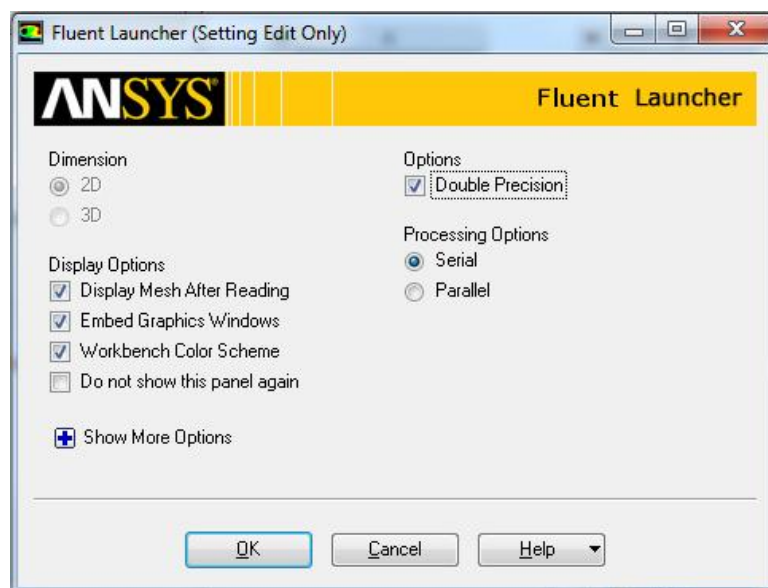 Fluent Launcher (Setting Edit Only)
ANSYS®
Fluent Launcher
Dimension
2D
3D
Display Options
Display Mesh After Reading
Embed Graphics Windows
Workbench Color Scheme
Do not show this panel again
Show More Options
Options
Double Precision
Processing Options
Serial
Parallel
OK
Cancel
Help